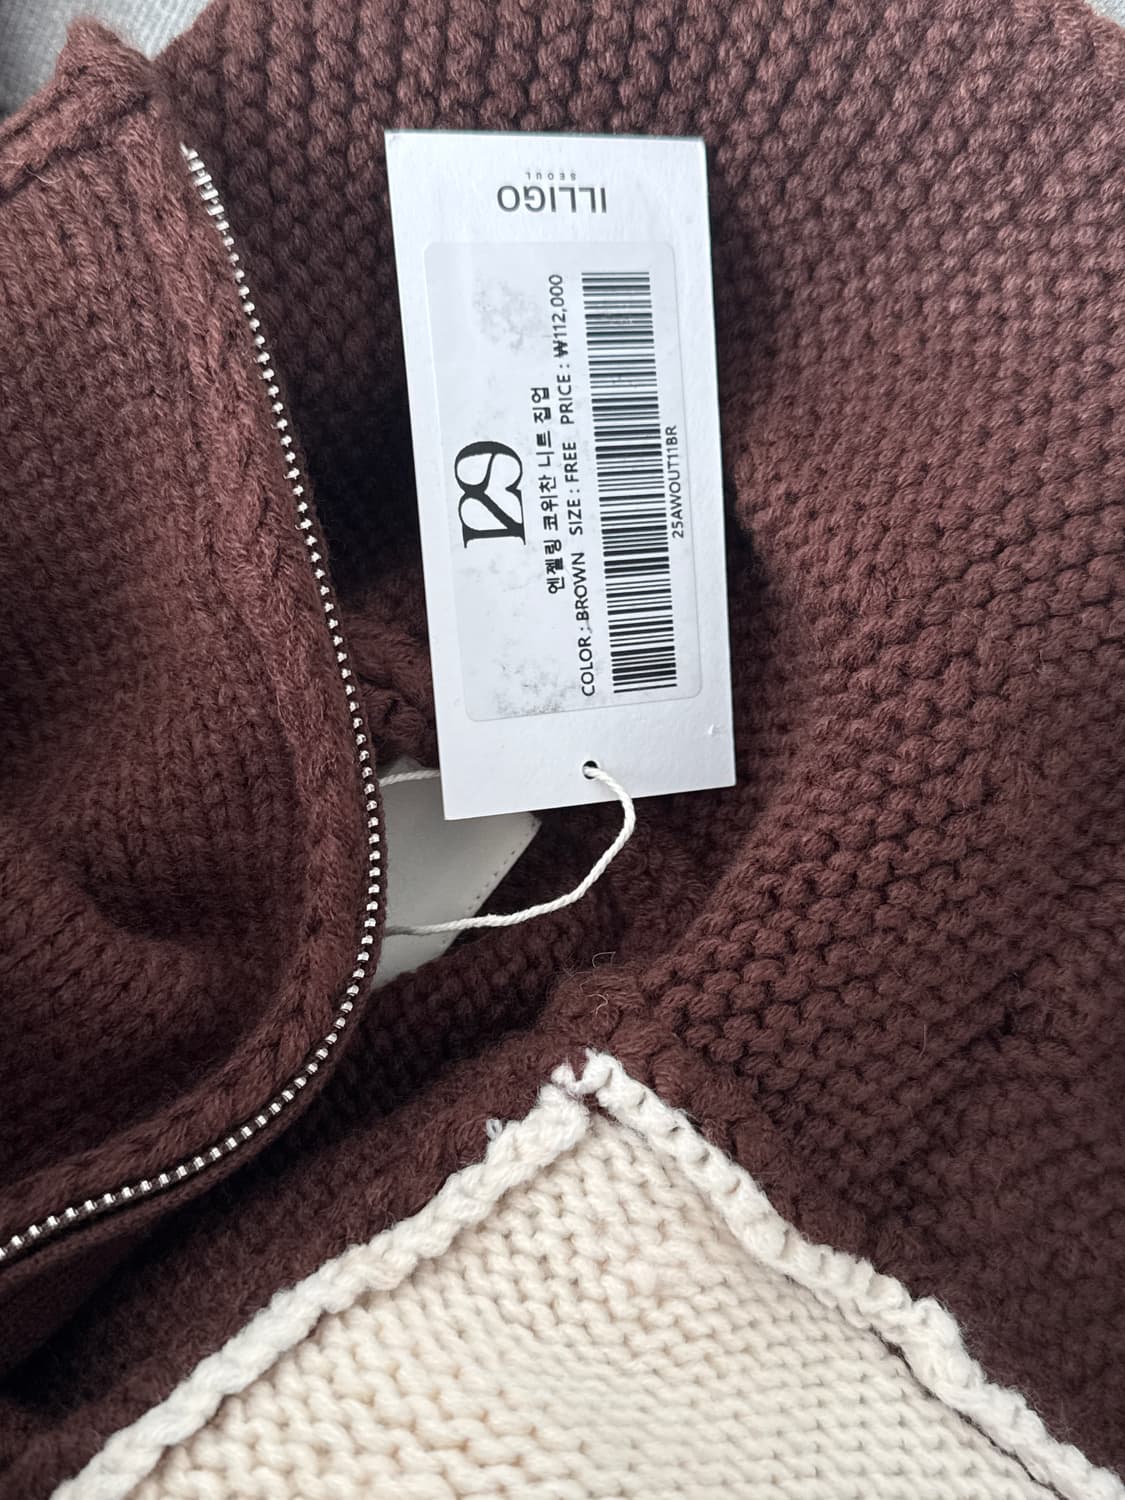 ILLIGO
SEOUL
엔젤링 코위찬 니트 집업
COLOR : BROWN SIZE : FREE PRICE : ₩112,000
25AWOUT11BR